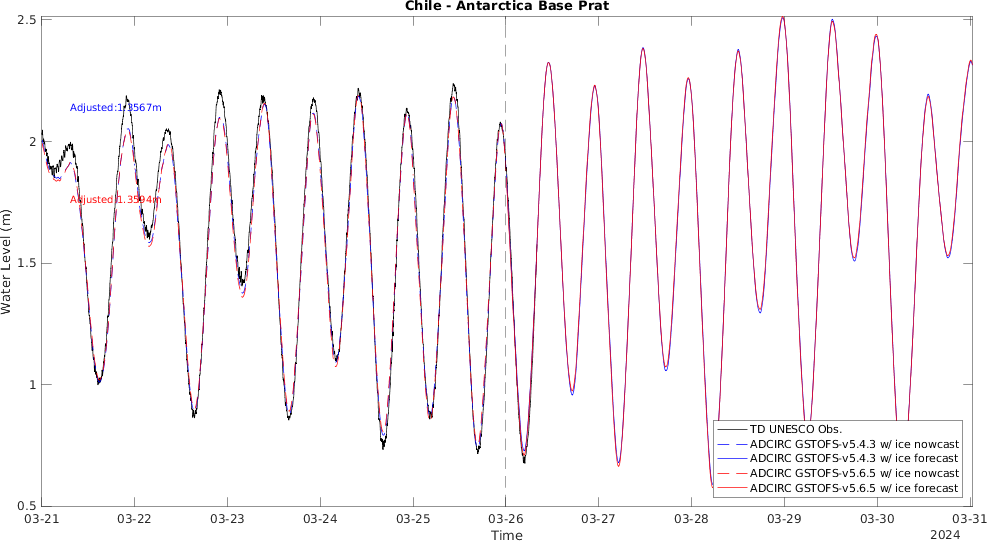 Chile - Antarctica Base Prat
2.5
2
1.5
1
0.5
Water Level (m)
Adjusted:1.3567m
Adjusted:1.3594m
TD UNESCO Obs.
ADCIRC GSTOFS-v5.4.3 w/ ice nowcast
ADCIRC GSTOFS-v5.4.3 w/ ice forecast
ADCIRC GSTOFS-v5.6.5 w/ ice nowcast
ADCIRC GSTOFS-v5.6.5 w/ ice forecast
03-21 03-22 03-23 03-24 03-25 03-26 03-27 03-28 03-29 03-30 03-31
Time
2024